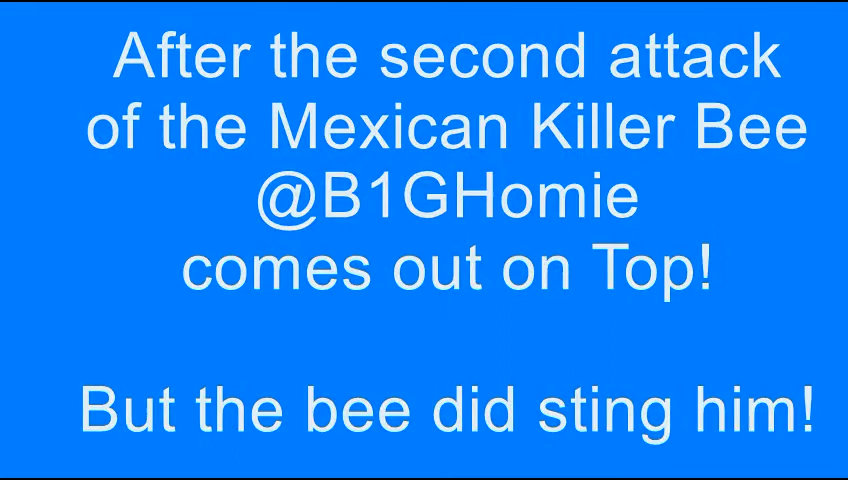 After the second attack
of the Mexican Killer Bee
@B1GHomie
comes out on Top!
But the bee did sting him!